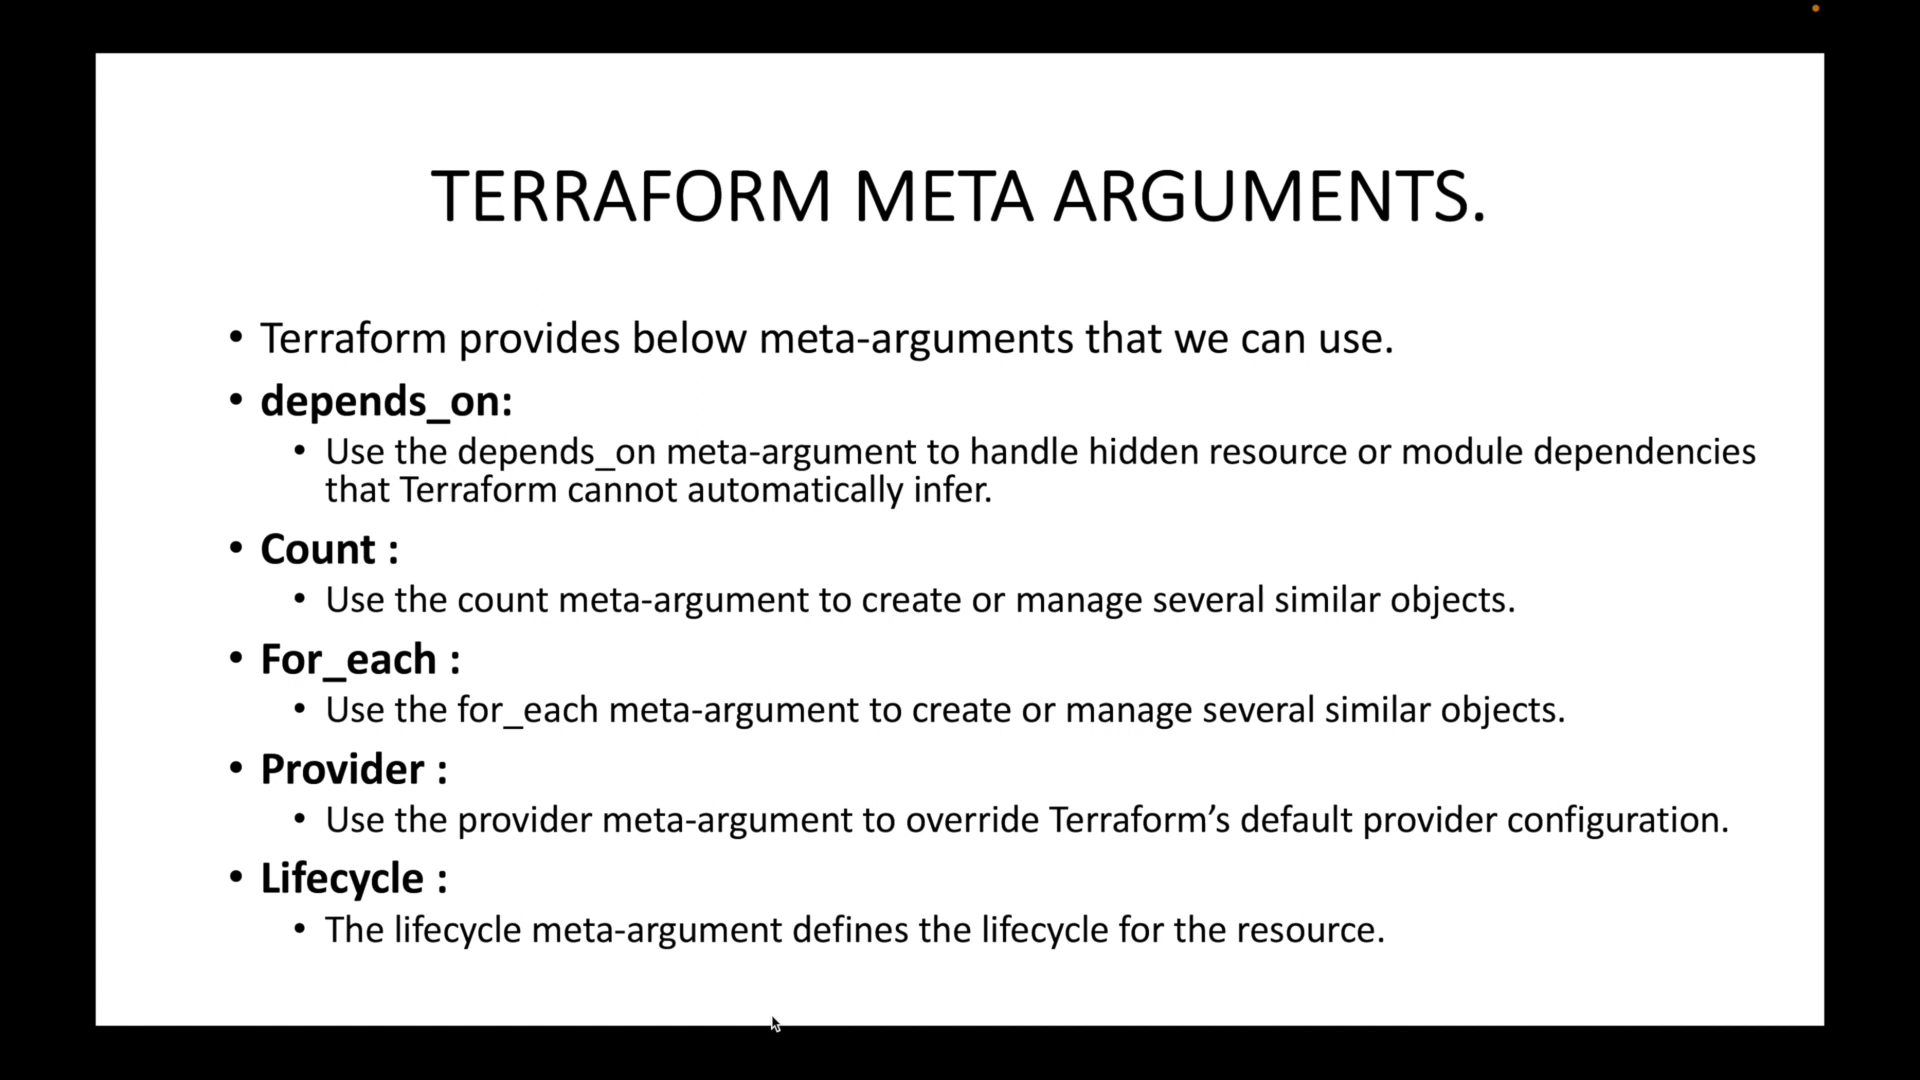 TERRAFORM META ARGUMENTS.
• Terraform provides below meta-arguments that we can use.
• depends_on:
• Use the depends_on meta-argument to handle hidden resource or module dependencies
that Terraform cannot automatically infer.
• Count :
• Use the count meta-argument to create or manage several similar objects.
• For_each :
• Use the for_each meta-argument to create or manage several similar objects.
• Provider :
• Use the provider meta-argument to override Terraform’s default provider configuration.
• Lifecycle :
• The lifecycle meta-argument defines the lifecycle for the resource.